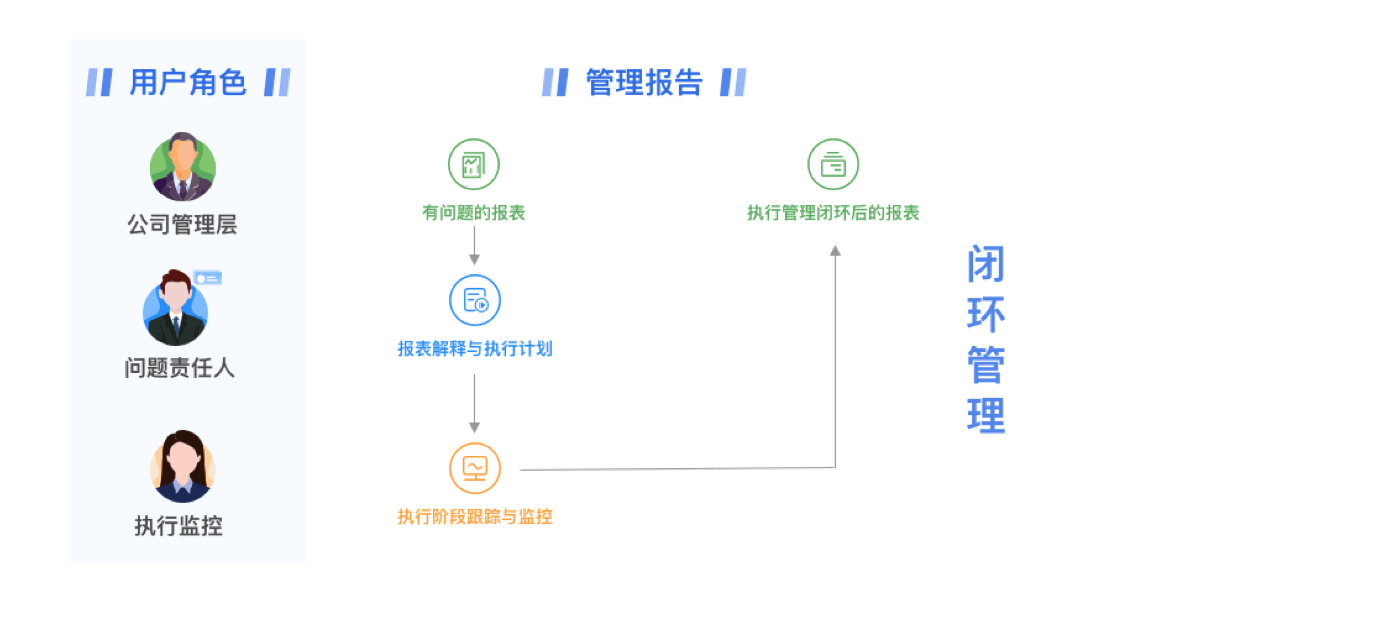 用户角色
管理报告
公司管理层
问题责任人
执行监控
有问题的报表
执行管理闭环后的报表
报表解释与执行计划
执行阶段跟踪与监控
闭环管理